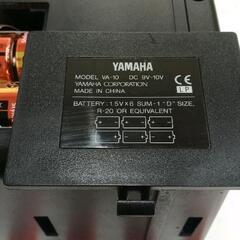 YAMAHA
MODEL VA-10 DC 9V-10V
YAMAHA CORPORATION
MADE IN CHINA
CE
LP
BATTERY : 1.5V X 6 SUM-1 "D" SIZE,
R-20 OR EQUIVALENT